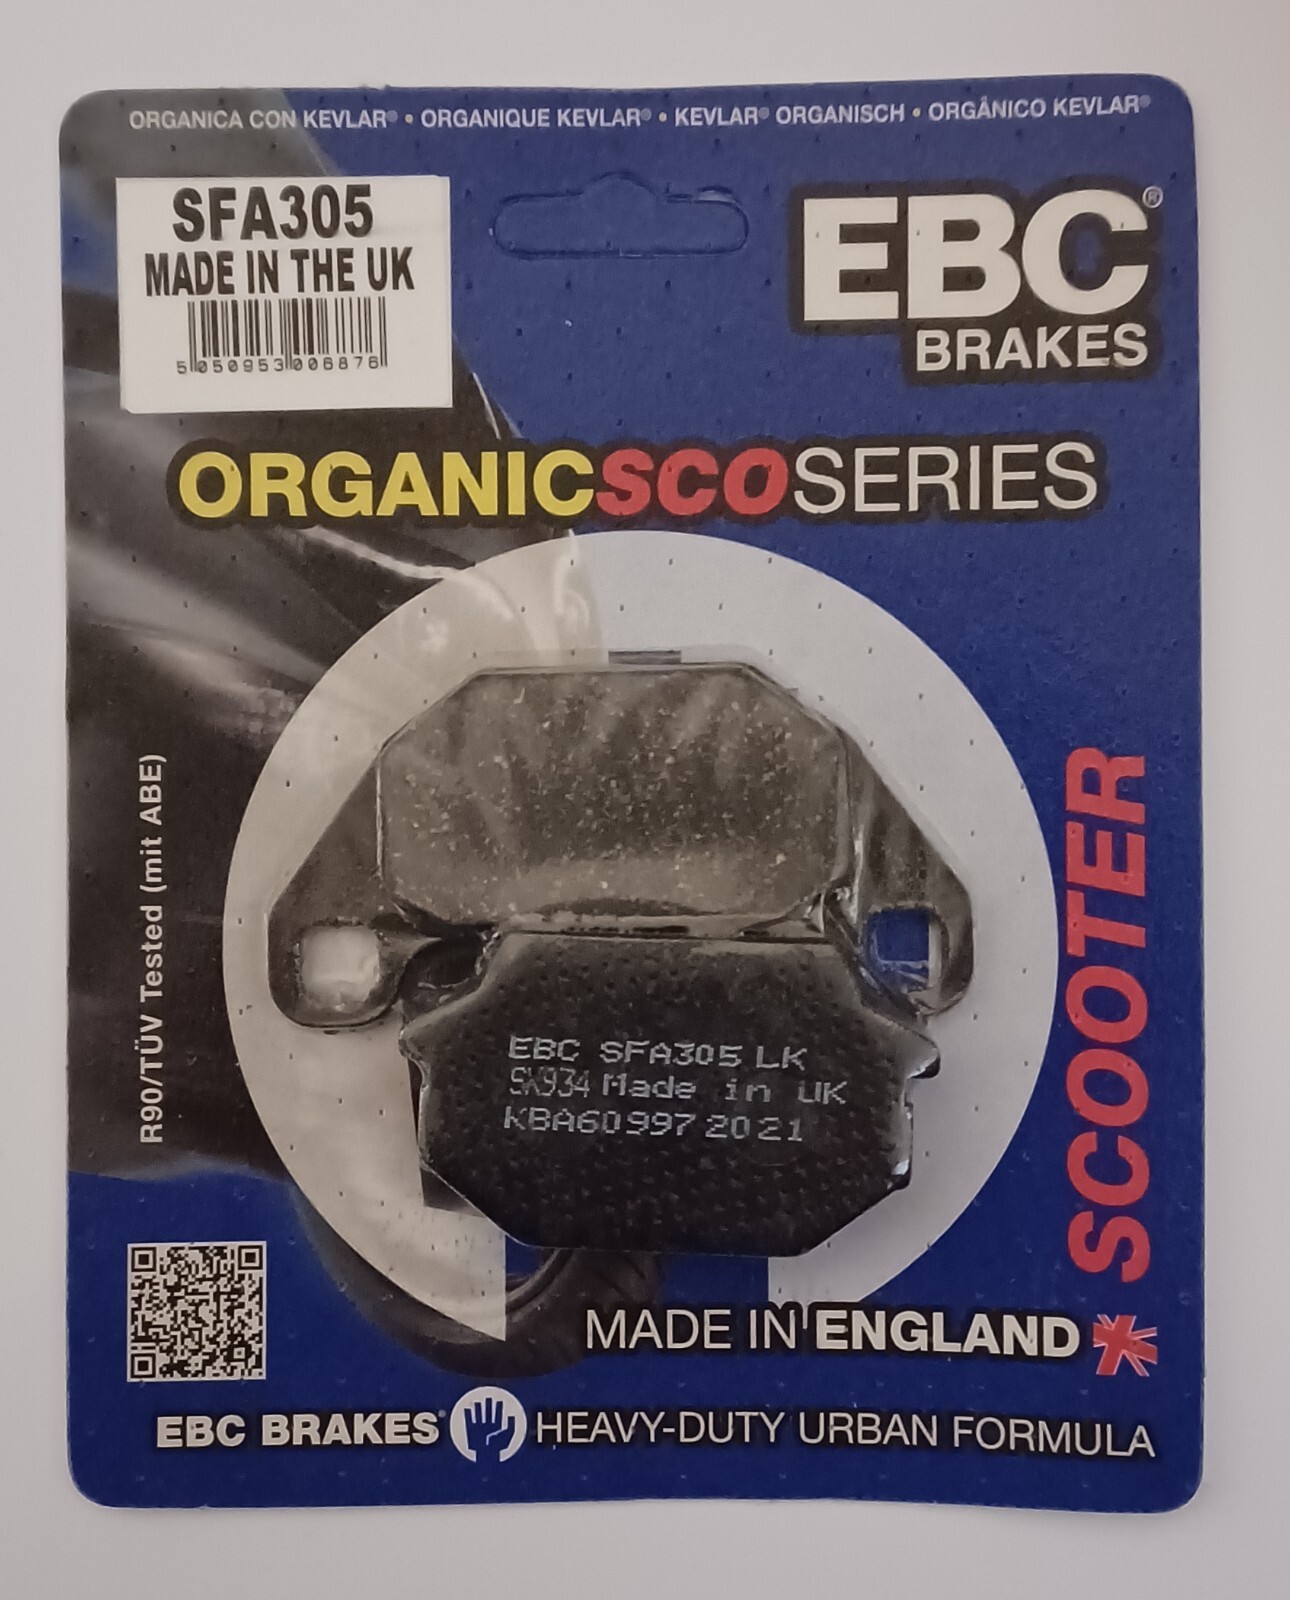 ORGANICA CON KEVLAR® • ORGANIQUE KEVLAR® • KEVLAR® ORGANISCH • ORGÂNICO KEVLAR®
SFA305
MADE IN THE UK
5 050953 006876
EBC®
BRAKES
ORGANICSCOSERIES
R90/TÜV Tested (mit ABE)
SCOOTER
EBC SFA305 LK
SX934 Made in UK
KBA60997 2021
MADE IN ENGLAND
EBC BRAKES® HEAVY-DUTY URBAN FORMULA